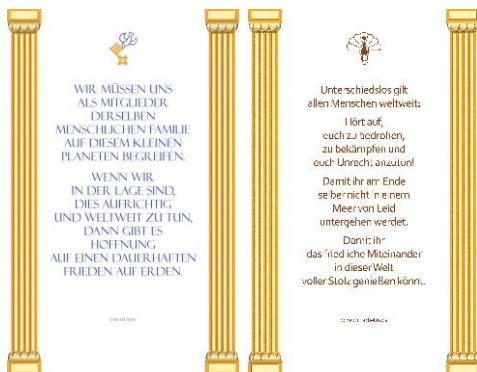 WIR MÜSSEN UNS
ALS MITGLIEDER
DERSELBEN
MENSCHLICHEN FAMILIE
AUF DIESEM KLEINEN
PLANETEN BEGREIFEN.
WENN WIR
IN DER LAGE SIND,
DIES AUFRICHTIG
UND WELTWEIT ZU TUN,
DANN GIBT ES
HOFFNUNG
AUF EINEN DAUERHAFTEN
FRIEDEN AUF ERDEN.
Unterschiedslos gilt
allen Menschen weltweit:
Hört auf,
euch zu bedrohen,
zu bekämpfen und
euch Unrecht anzutun!
Damit ihr am Ende
selber nicht in einem
Meer von Leid
untergehen werdet.
Damit ihr
das friedliche Miteinander
in dieser Welt
voller Stolz genießen könnt.